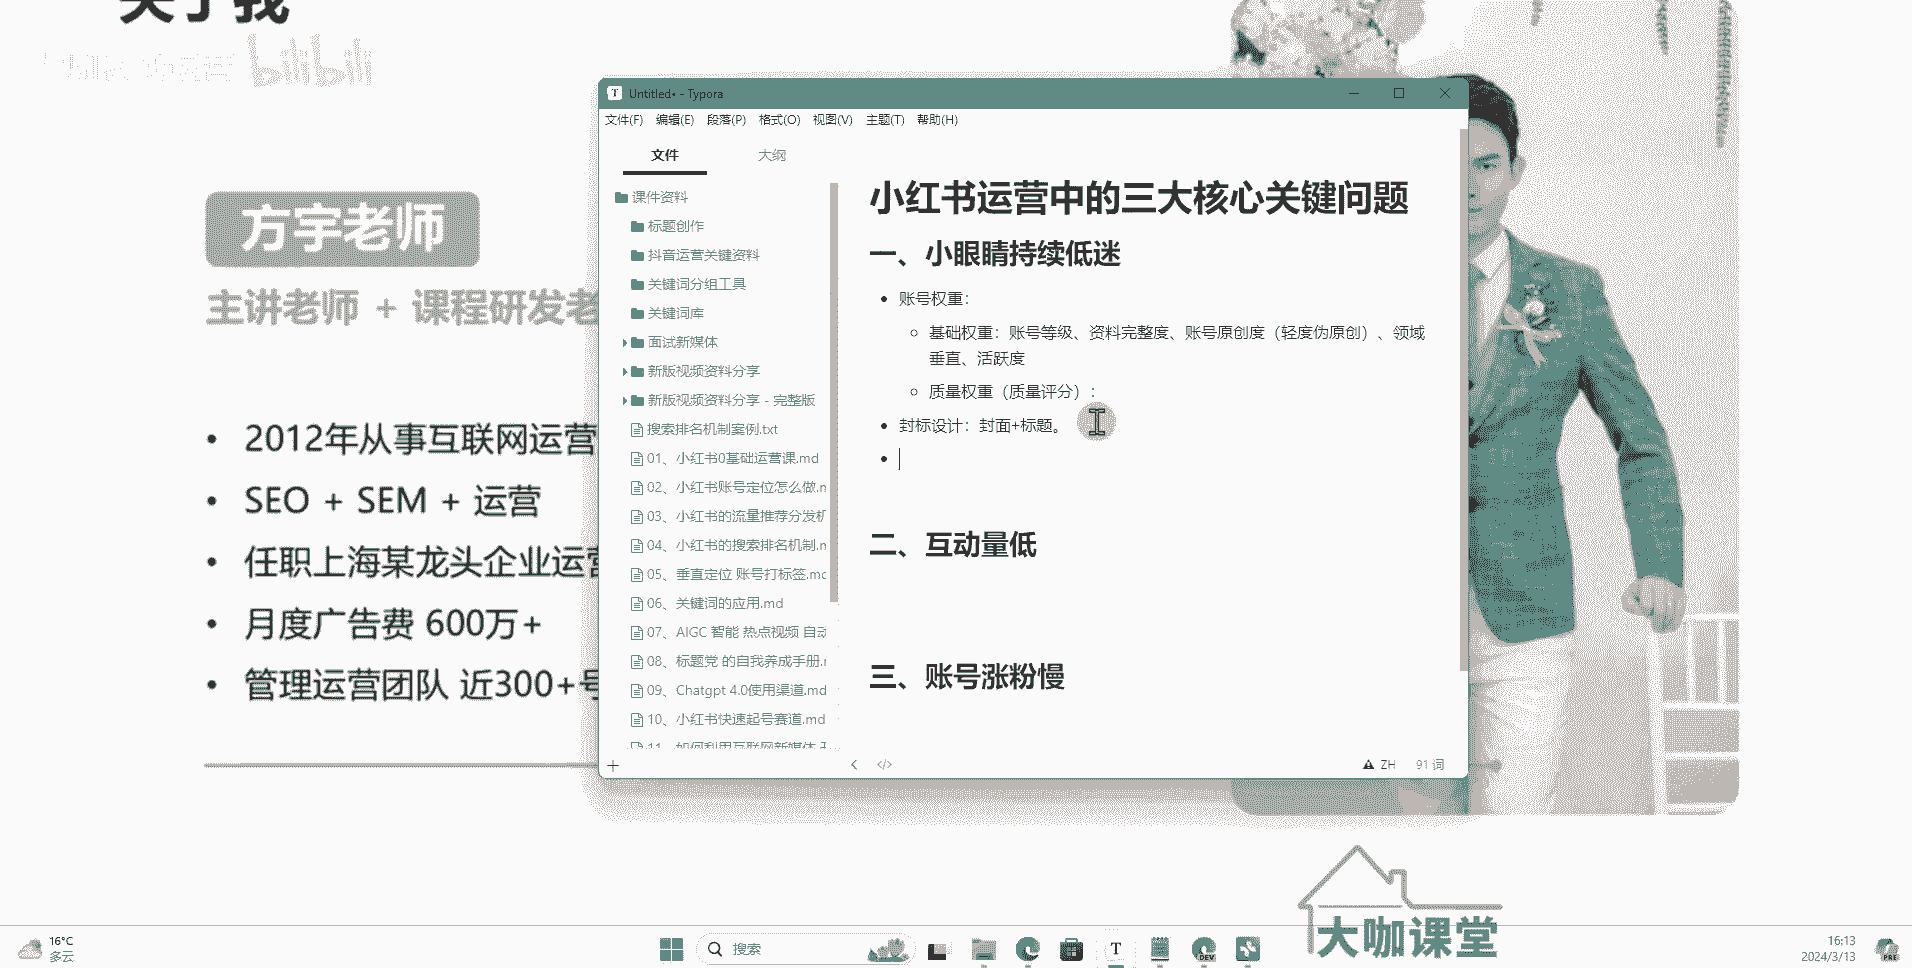 关于我
bilibili
方宇老师
主讲老师 + 课程研发老
2012年从事互联网运营
SEO + SEM + 运营
任职上海某龙头企业运营
月度广告费 600万+
管理运营团队 近300+号
Untitled• - Typora
文件(F) 编辑(E) 段落(P) 格式(O) 视图(V) 主题(T) 帮助(H)
文件 大纲
课件资料
标题创作
抖音运营关键资料
关键词分组工具
关键词库
面试新媒体
新版视频资料分享
新版视频资料分享 - 完整版
搜索排名机制案例.txt
01、小红书0基础运营课.md
02、小红书账号定位怎么做.m
03、小红书的流量推荐分发机
04、小红书的搜索排名机制.m
05、垂直定位 账号打标签.md
06、关键词的应用.md
07、AIGC 智能 热点视频 自动
08、标题党 的自我养成手册.
09、Chatgpt 4.0使用渠道.md
10、小红书快速起号赛道.md
11、如何利用互联网新媒体
小红书运营中的三大核心关键问题
一、小眼睛持续低迷
账号权重：
基础权重：账号等级、资料完整度、账号原创度（轻度伪原创）、领域
垂直、活跃度
质量权重（质量评分）：
封标设计：封面+标题。
二、互动量低
三、账号涨粉慢
ZH 91 词
大咖课堂
16°C
多云
搜索
T
DEV
16:13
2024/3/13
PRE